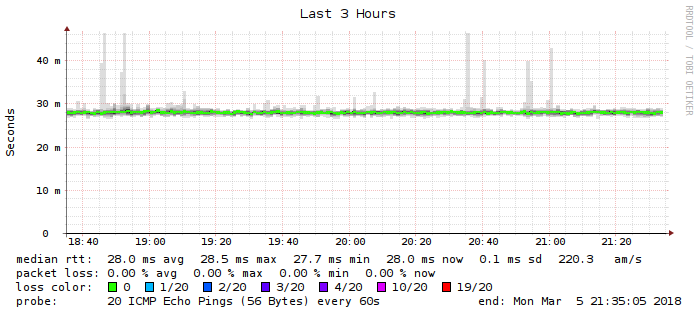 Last 3 Hours
RRDTOOL / TOBI OETIKER
Seconds
40 m
30 m
20 m
10 m
0
18:40 19:00 19:20 19:40 20:00 20:20 20:40 21:00 21:20
median rtt: 28.0 ms avg 28.5 ms max 27.7 ms min 28.0 ms now 0.1 ms sd 220.3 am/s
packet loss: 0.00 % avg 0.00 % max 0.00 % min 0.00 % now
loss color: 0 1/20 2/20 3/20 4/20 10/20 19/20
probe: 20 ICMP Echo Pings (56 Bytes) every 60s end: Mon Mar 5 21:35:05 2018